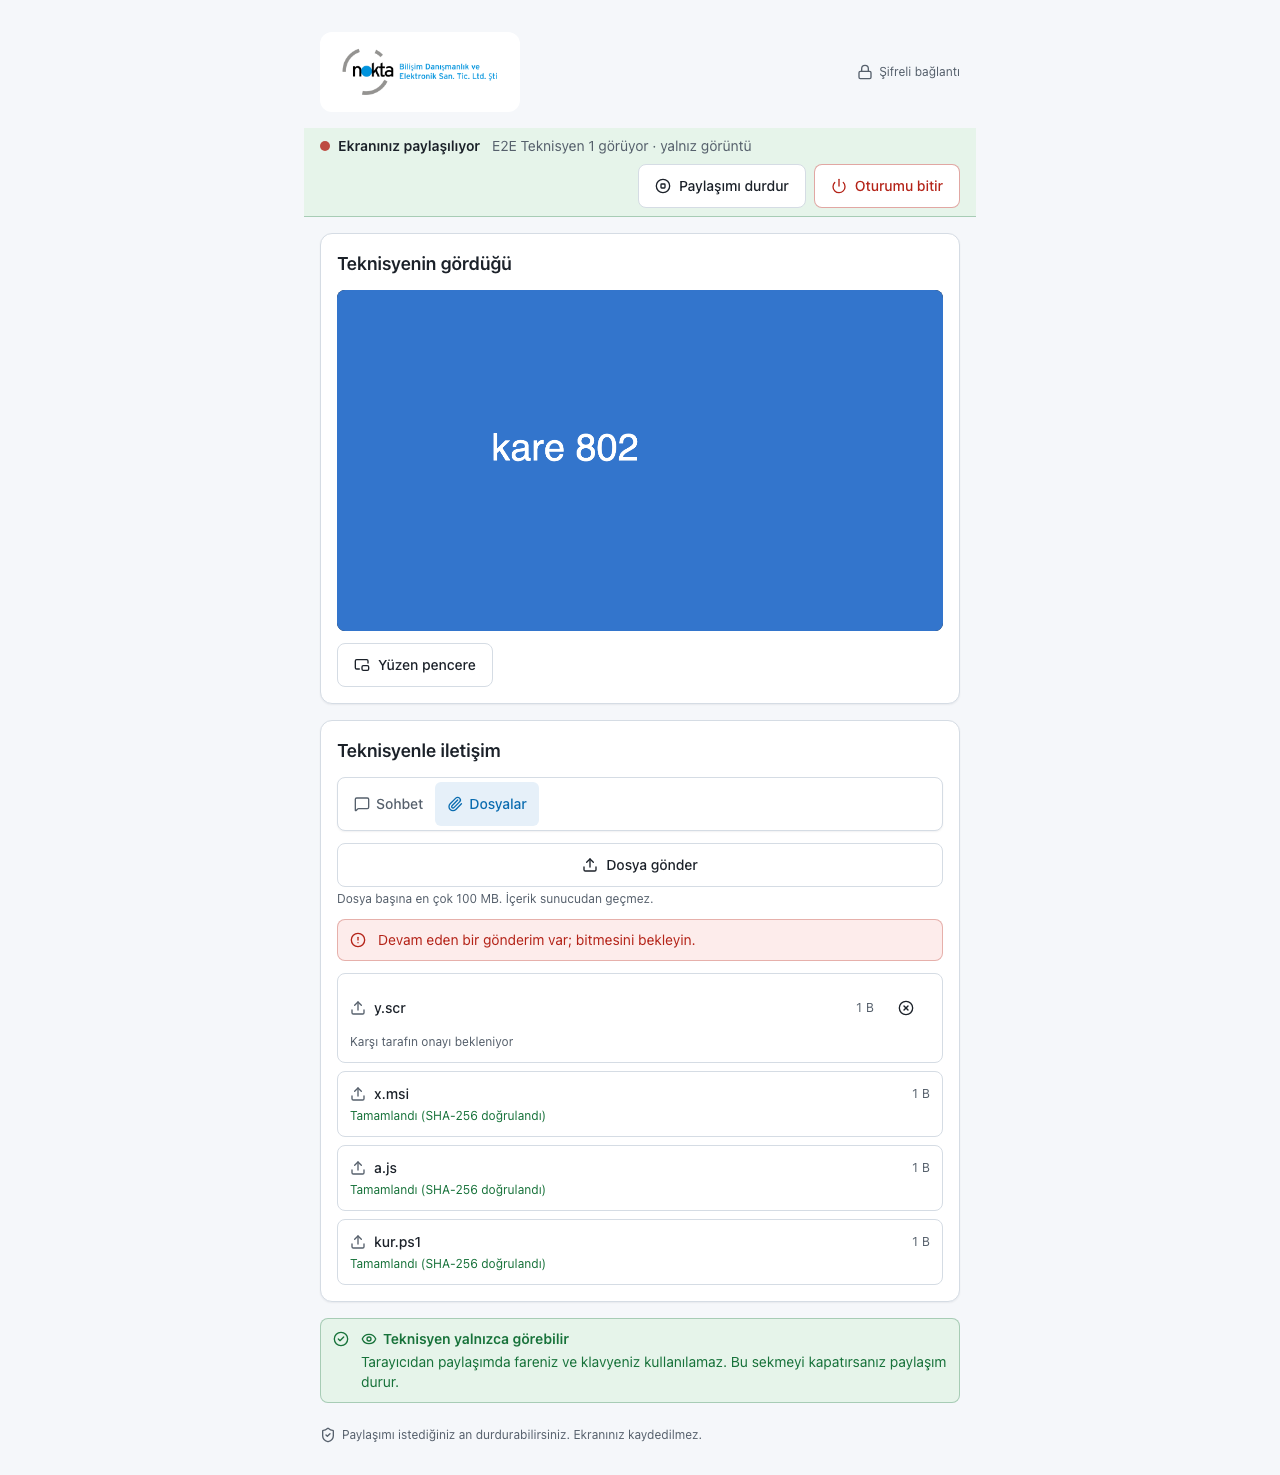 nokta
Bilişim Danışmanlık ve
Elektronik San. Tic. Ltd. Şti
Şifreli bağlantı
Ekranınız paylaşılıyor E2E Teknisyen 1 görüyor · yalnız görüntü
Paylaşımı durdur
Oturumu bitir
Teknisyenin gördüğü
kare 802
Yüzen pencere
Teknisyenle iletişim
Sohbet
Dosyalar
Dosya gönder
Dosya başına en çok 100 MB. İçerik sunucudan geçmez.
Devam eden bir gönderim var; bitmesini bekleyin.
y.scr 1 B
Karşı tarafın onayı bekleniyor
x.msi 1 B
Tamamlandı (SHA-256 doğrulandı)
a.js 1 B
Tamamlandı (SHA-256 doğrulandı)
kur.ps1 1 B
Tamamlandı (SHA-256 doğrulandı)
Teknisyen yalnızca görebilir
Tarayıcıdan paylaşımda fareniz ve klavyeniz kullanılamaz. Bu sekmeyi kapatırsanız paylaşım
durur.
Paylaşımı istediğiniz an durdurabilirsiniz. Ekranınız kaydedilmez.